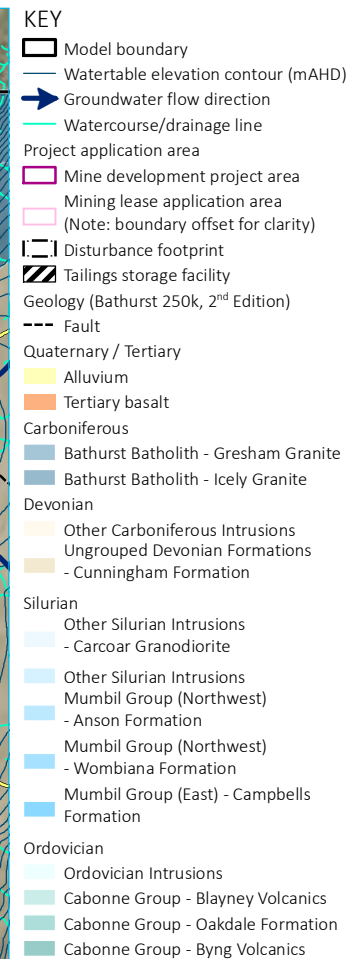 KEY
Model boundary
Watertable elevation contour (mAHD)
Groundwater flow direction
Watercourse/drainage line
Project application area
Mine development project area
Mining lease application area
(Note: boundary offset for clarity)
Disturbance footprint
Tailings storage facility
Geology (Bathurst 250k, 2nd Edition)
Fault
Quaternary / Tertiary
Alluvium
Tertiary basalt
Carboniferous
Bathurst Batholith - Gresham Granite
Bathurst Batholith - Icely Granite
Devonian
Other Carboniferous Intrusions
Ungrouped Devonian Formations
- Cunningham Formation
Silurian
Other Silurian Intrusions
- Carcoar Granodiorite
Other Silurian Intrusions
Mumbil Group (Northwest)
- Anson Formation
Mumbil Group (Northwest)
- Wombiana Formation
Mumbil Group (East) - Campbells
Formation
Ordovician
Ordovician Intrusions
Cabonne Group - Blayney Volcanics
Cabonne Group - Oakdale Formation
Cabonne Group - Byng Volcanics